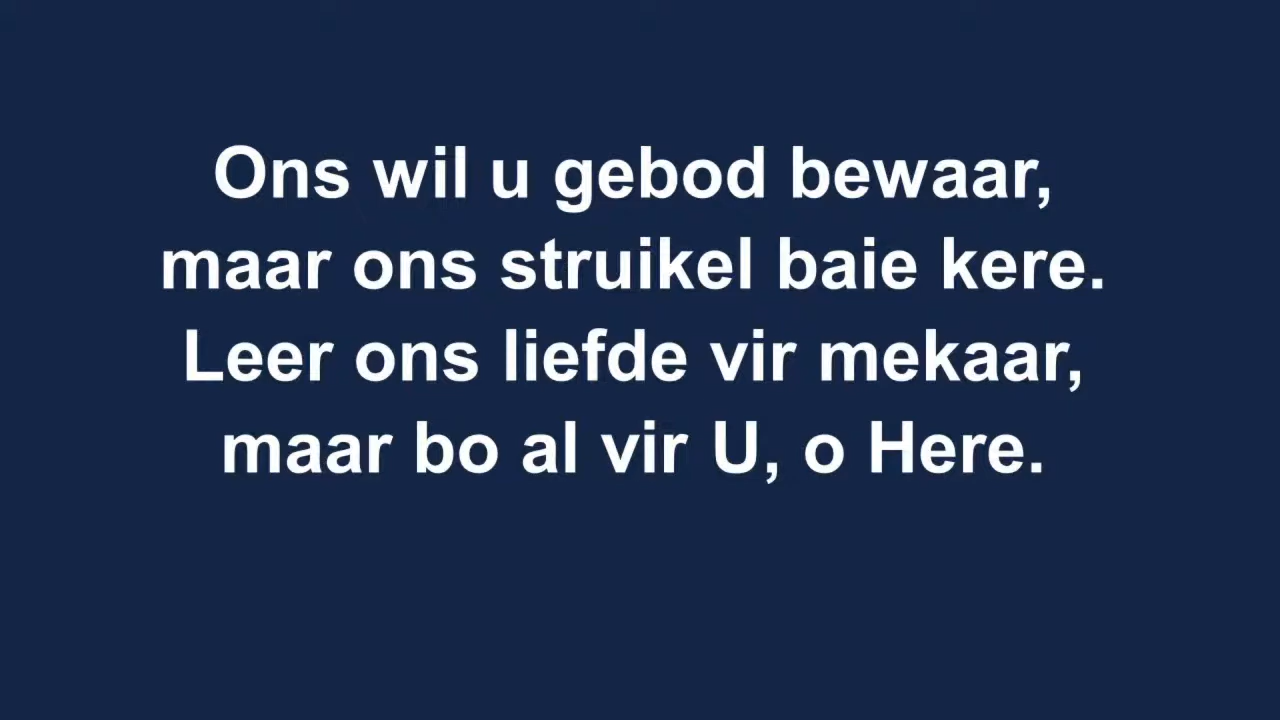 Ons wil u gebod bewaar,
maar ons struikel baie kere.
Leer ons liefde vir mekaar,
maar bo al vir U, o Here.